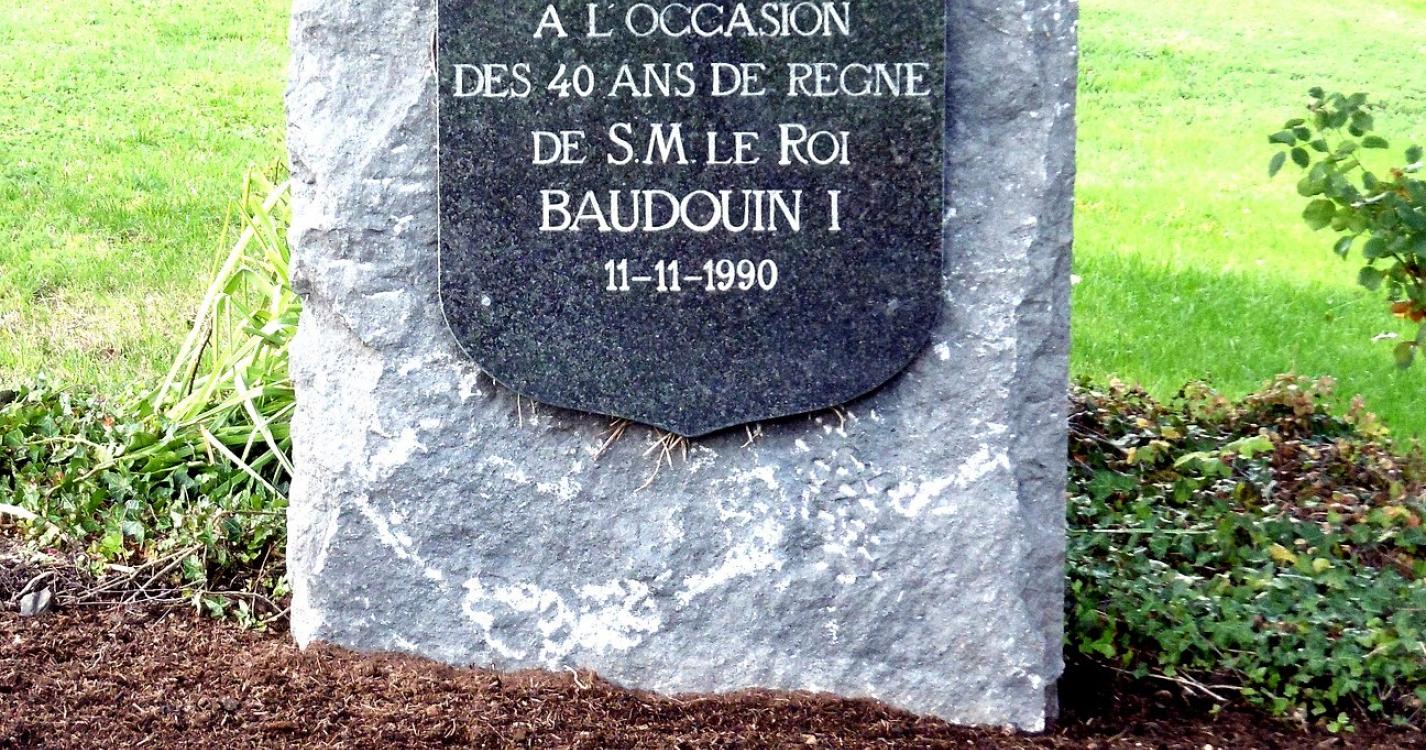 A L'OCCASION
DES 40 ANS DE REGNE
DE S.M. LE ROI
BAUDOUIN I
11-11-1990